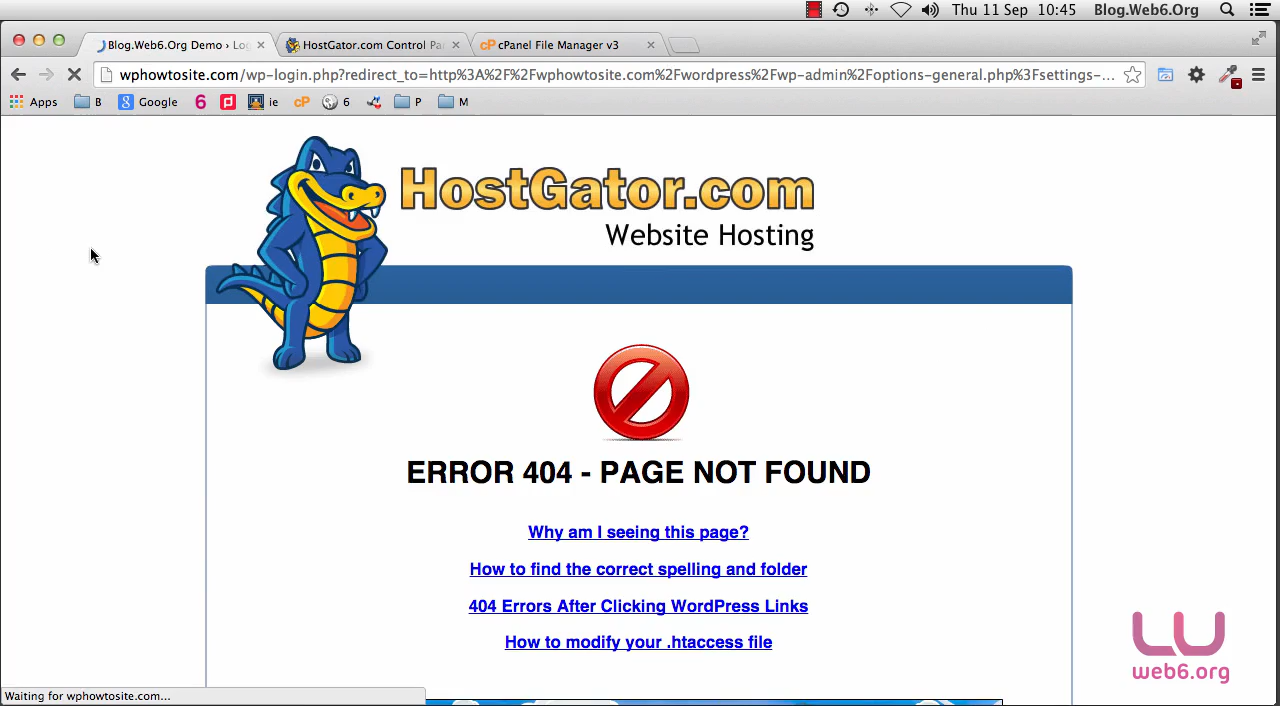 Thu 11 Sep 10:45 Blog.Web6.Org
Blog.Web6.Org Demo › Lo
HostGator.com Control Pa
cP cPanel File Manager v3
wphowtosite.com/wp-login.php?redirect_to=http%3A%2F%2Fwphowtosite.com%2Fwordpress%2Fwp-admin%2Foptions-general.php%3Fsettings-...
Apps B 8 Google 6 ie cP 6 P M
HostGator.com
Website Hosting
ERROR 404 - PAGE NOT FOUND
Why am I seeing this page?
How to find the correct spelling and folder
404 Errors After Clicking WordPress Links
How to modify your .htaccess file
web6.org
Waiting for wphowtosite.com...